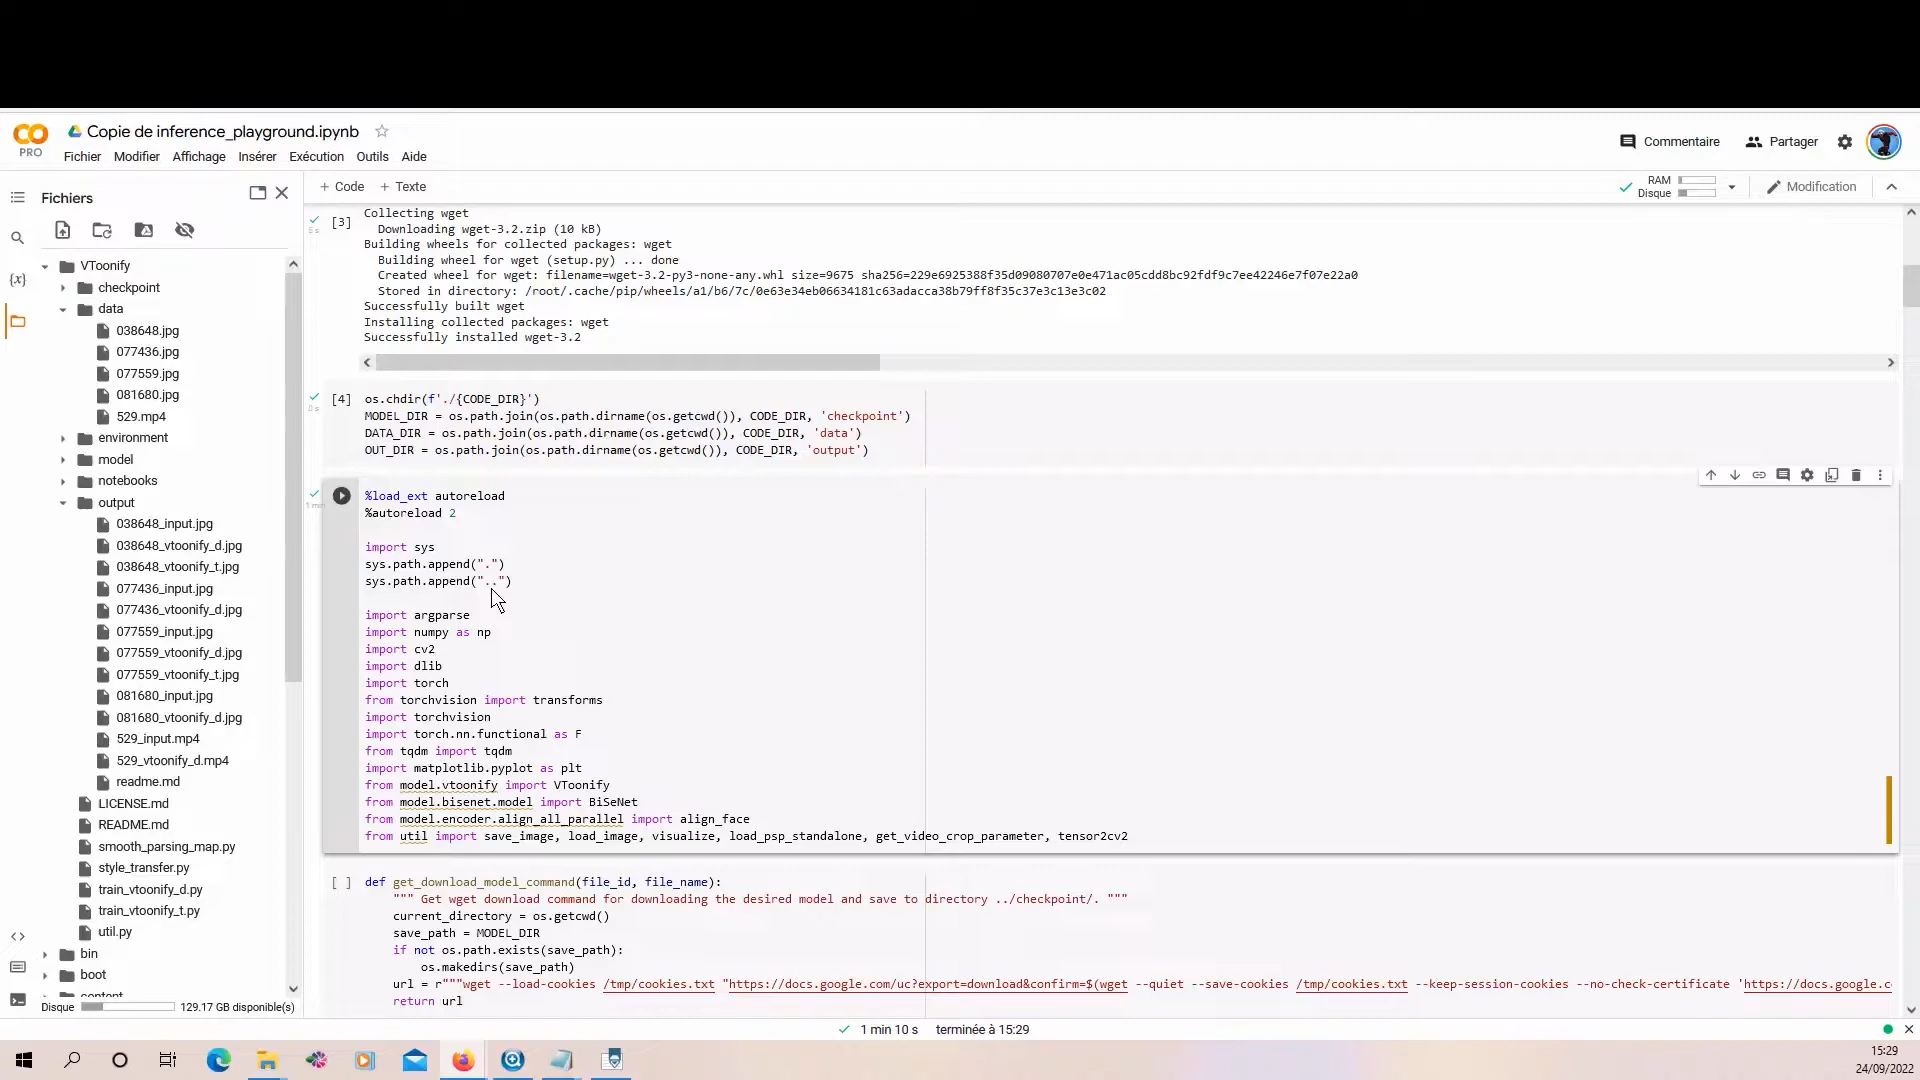 Copie de inference_playground.ipynb
PRO
Fichier Modifier Affichage Insérer Exécution Outils Aide
Commentaire
Partager
Fichiers
+ Code + Texte
RAM
Disque
Modification
VToonify
checkpoint
data
038648.jpg
077436.jpg
077559.jpg
081680.jpg
529.mp4
environment
model
notebooks
output
038648_input.jpg
038648_vtoonify_d.jpg
038648_vtoonify_t.jpg
077436_input.jpg
077436_vtoonify_d.jpg
077559_input.jpg
077559_vtoonify_d.jpg
077559_vtoonify_t.jpg
081680_input.jpg
081680_vtoonify_d.jpg
529_input.mp4
529_vtoonify_d.mp4
readme.md
LICENSE.md
README.md
smooth_parsing_map.py
style_transfer.py
train_vtoonify_d.py
train_vtoonify_t.py
util.py
bin
boot
content
Disque 129.17 GB disponible(s)
[3]
Collecting wget
Downloading wget-3.2.zip (10 kB)
Building wheels for collected packages: wget
Building wheel for wget (setup.py) ... done
Created wheel for wget: filename=wget-3.2-py3-none-any.whl size=9675 sha256=229e6925388f35d09080707e0e471ac05cdd8bc92fdf9c7ee42246e7f07e22a0
Stored in directory: /root/.cache/pip/wheels/a1/b6/7c/0e63e34eb06634181c63adacca38b79ff8f35c37e3c13e3c02
Successfully built wget
Installing collected packages: wget
Successfully installed wget-3.2
[4] os.chdir(f'./{CODE_DIR}')
MODEL_DIR = os.path.join(os.path.dirname(os.getcwd()), CODE_DIR, 'checkpoint')
DATA_DIR = os.path.join(os.path.dirname(os.getcwd()), CODE_DIR, 'data')
OUT_DIR = os.path.join(os.path.dirname(os.getcwd()), CODE_DIR, 'output')
%load_ext autoreload
%autoreload 2
import sys
sys.path.append(".")
sys.path.append("..")
import argparse
import numpy as np
import cv2
import dlib
import torch
from torchvision import transforms
import torchvision
import torch.nn.functional as F
from tqdm import tqdm
import matplotlib.pyplot as plt
from model.vtoonify import VToonify
from model.bisenet.model import BiSeNet
from model.encoder.align_all_parallel import align_face
from util import save_image, load_image, visualize, load_psp_standalone, get_video_crop_parameter, tensor2cv2
[ ] def get_download_model_command(file_id, file_name):
""" Get wget download command for downloading the desired model and save to directory ../checkpoint/. """
current_directory = os.getcwd()
save_path = MODEL_DIR
if not os.path.exists(save_path):
os.makedirs(save_path)
url = r"""wget --load-cookies /tmp/cookies.txt "https://docs.google.com/uc?export=download&confirm=$(wget --quiet --save-cookies /tmp/cookies.txt --keep-session-cookies --no-check-certificate 'https://docs.google.c
return url
1 min 10 s terminée à 15:29
15:29
24/09/2022